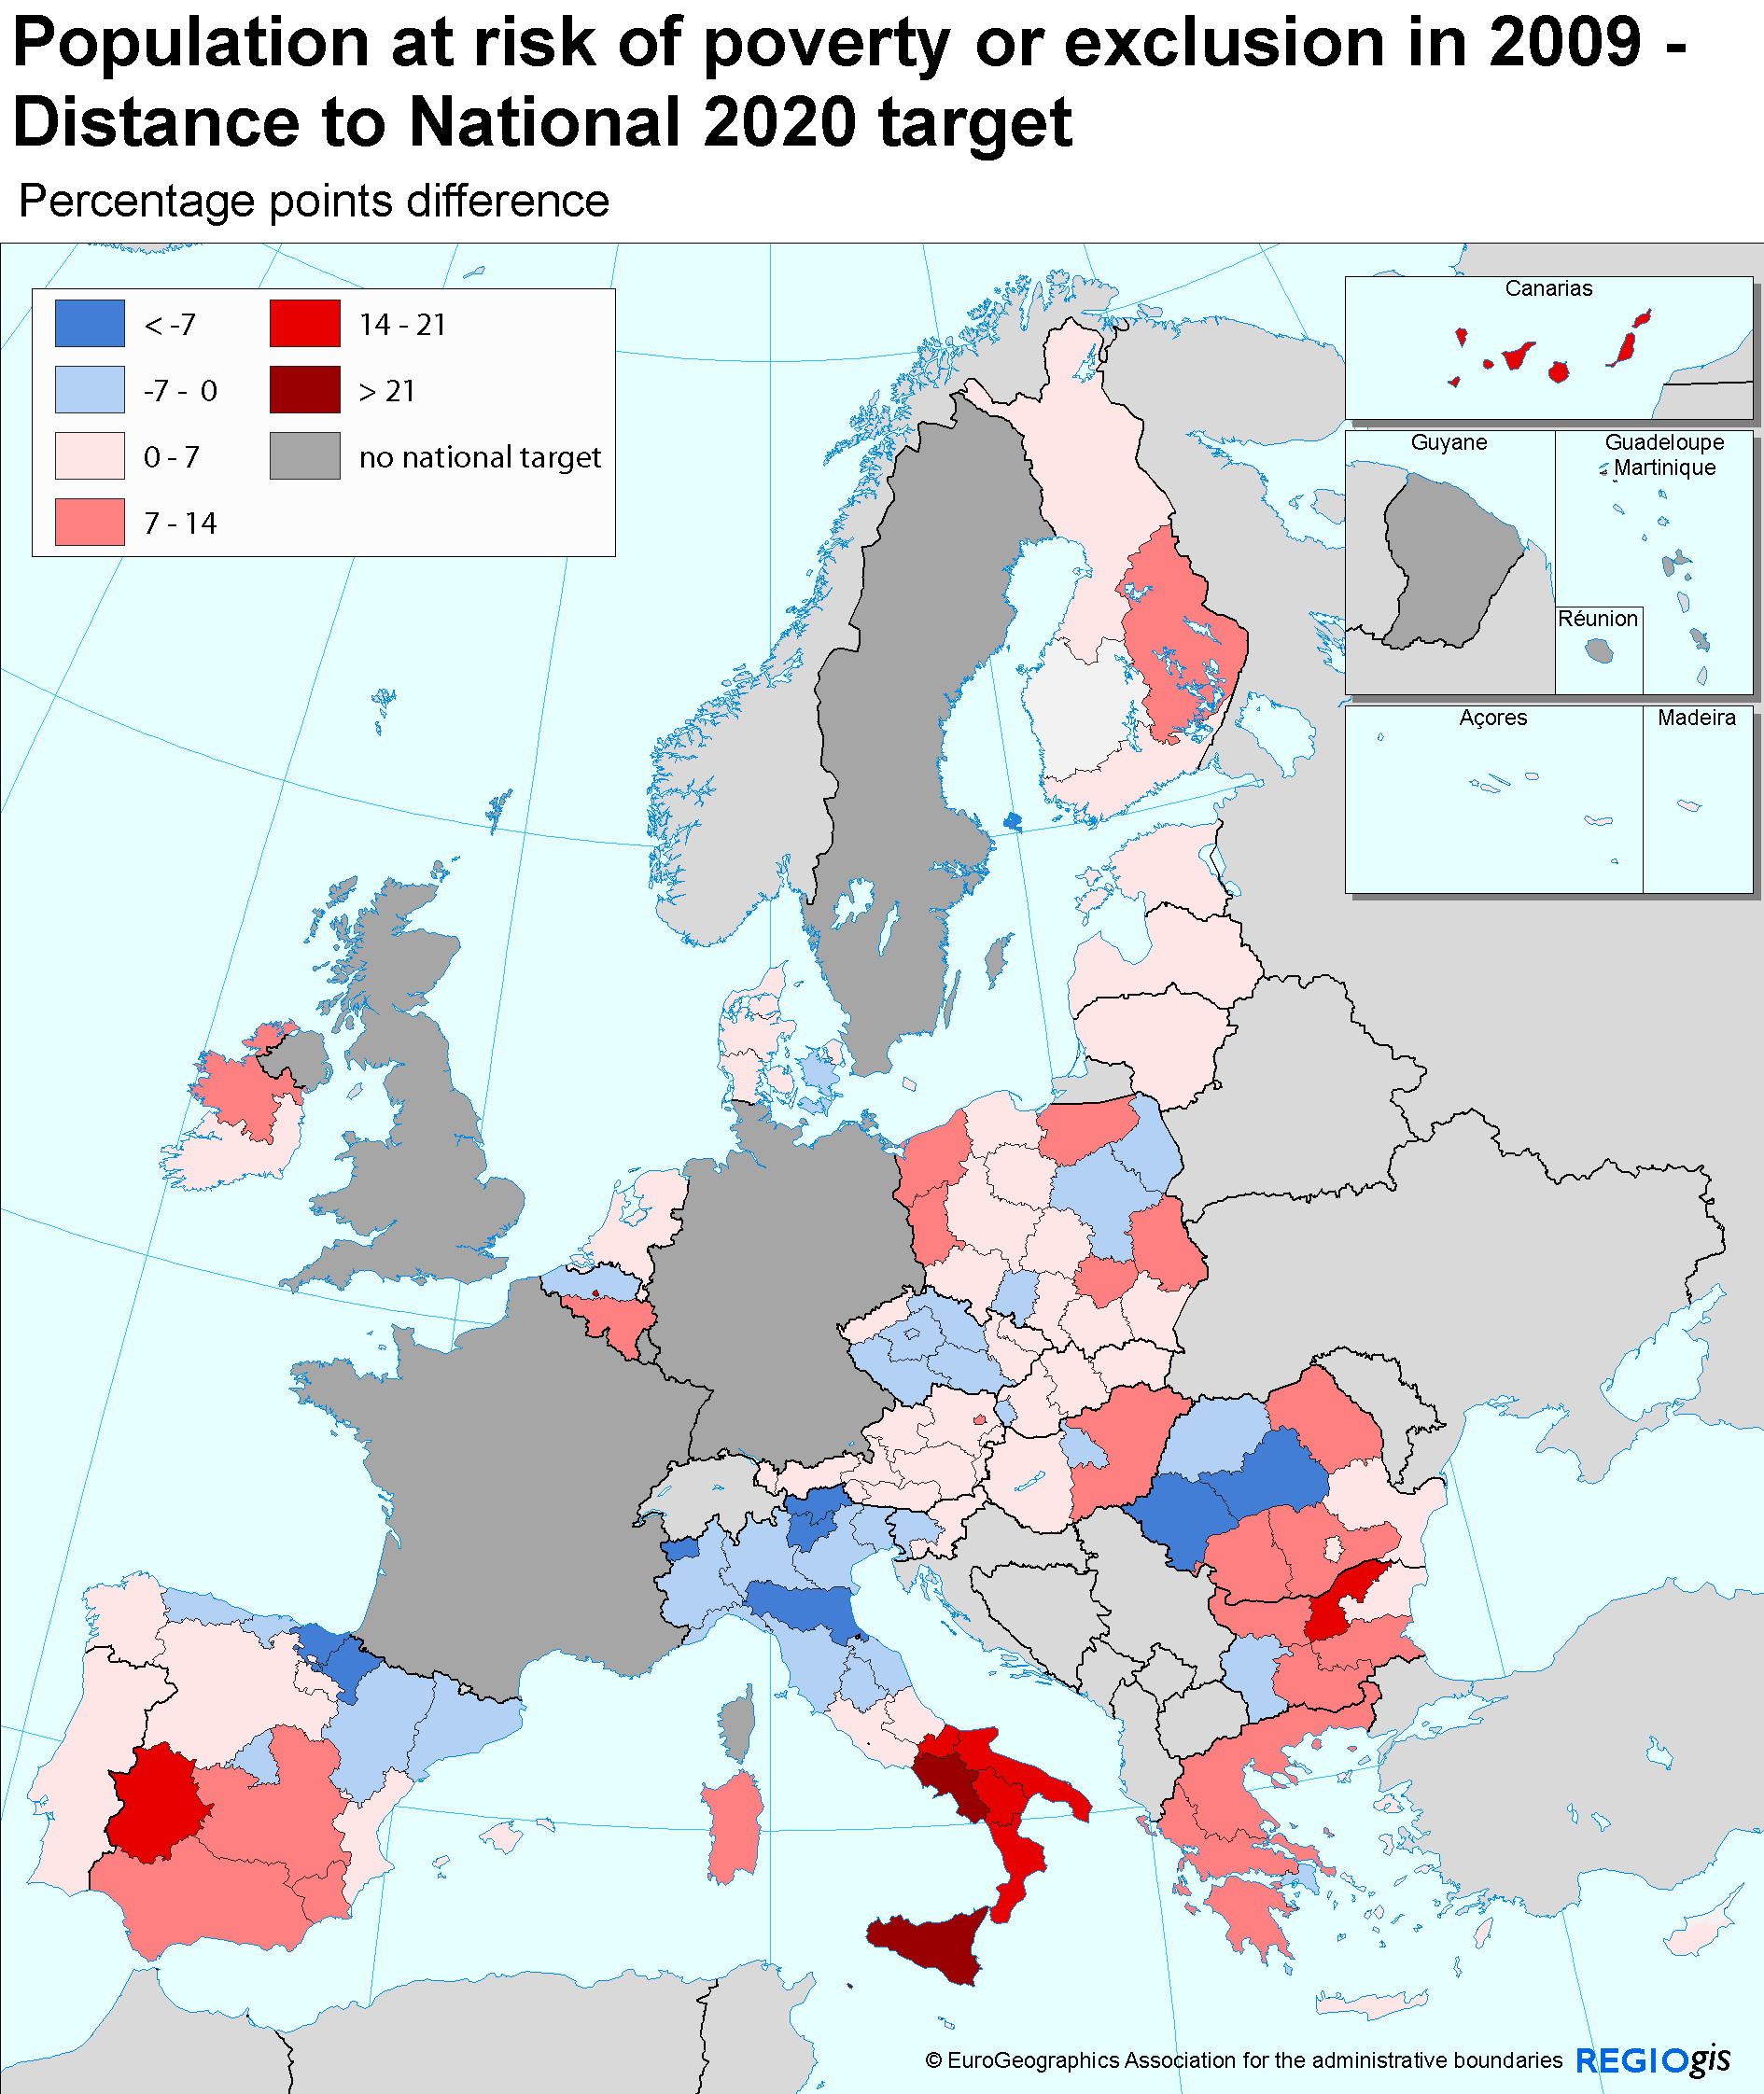 Population at risk of poverty or exclusion in 2009 -
Distance to National 2020 target
Percentage points difference
< -7
14 - 21
-7 - 0
> 21
0 - 7
no national target
7 - 14
Canarias
Guyane
Guadeloupe
Martinique
Réunion
Açores
Madeira
© EuroGeographics Association for the administrative boundaries
REGIOgis